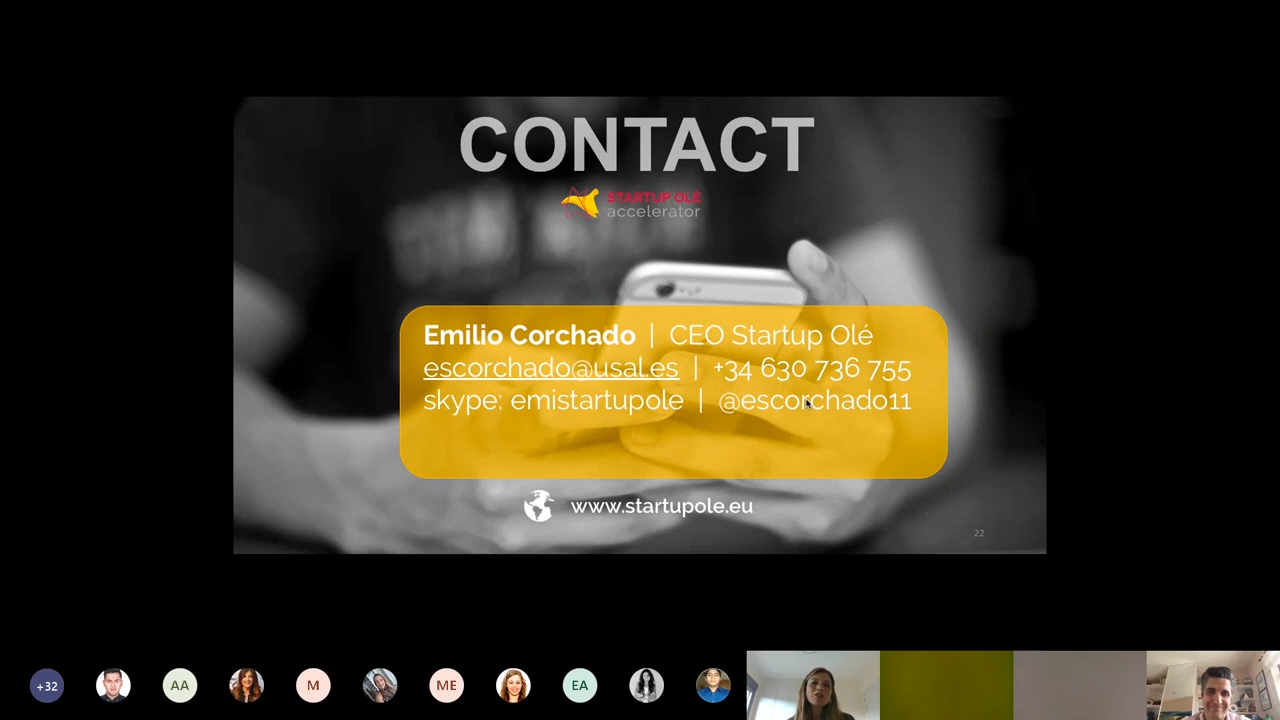 CONTACT
STARTUP OLÉ
accelerator
Emilio Corchado | CEO Startup Olé
escorchado@usal.es | +34 630 736 755
skype: emistartupole | @escorchado11
www.startupole.eu
22
+32
AA
M
ME
EA